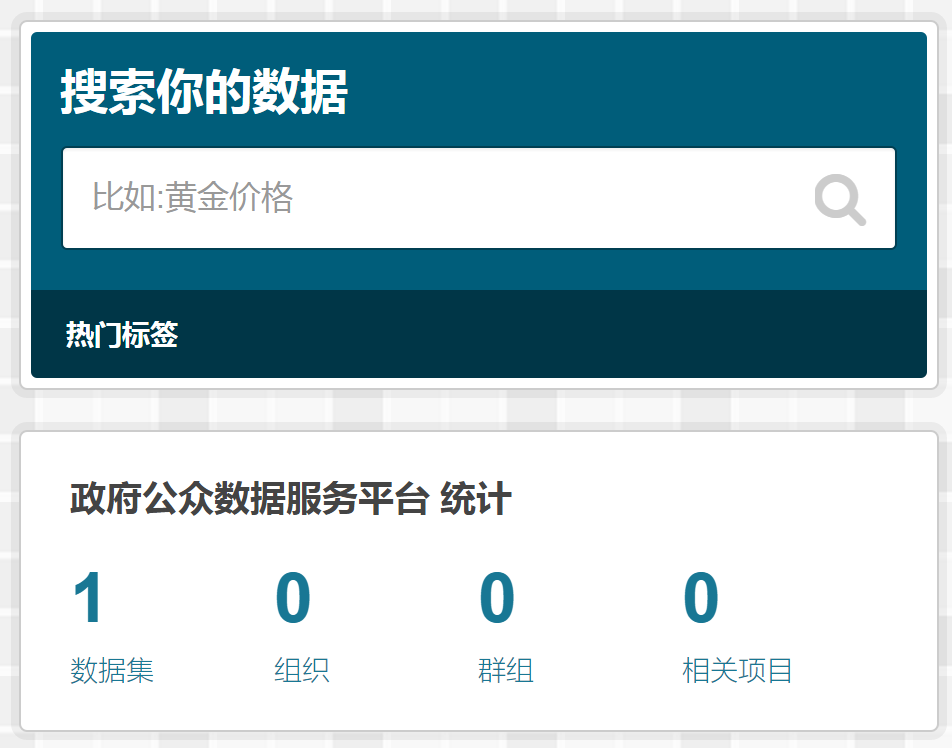 搜索你的数据
比如:黄金价格
热门标签
政府公众数据服务平台 统计
1 0 0 0
数据集 组织 群组 相关项目